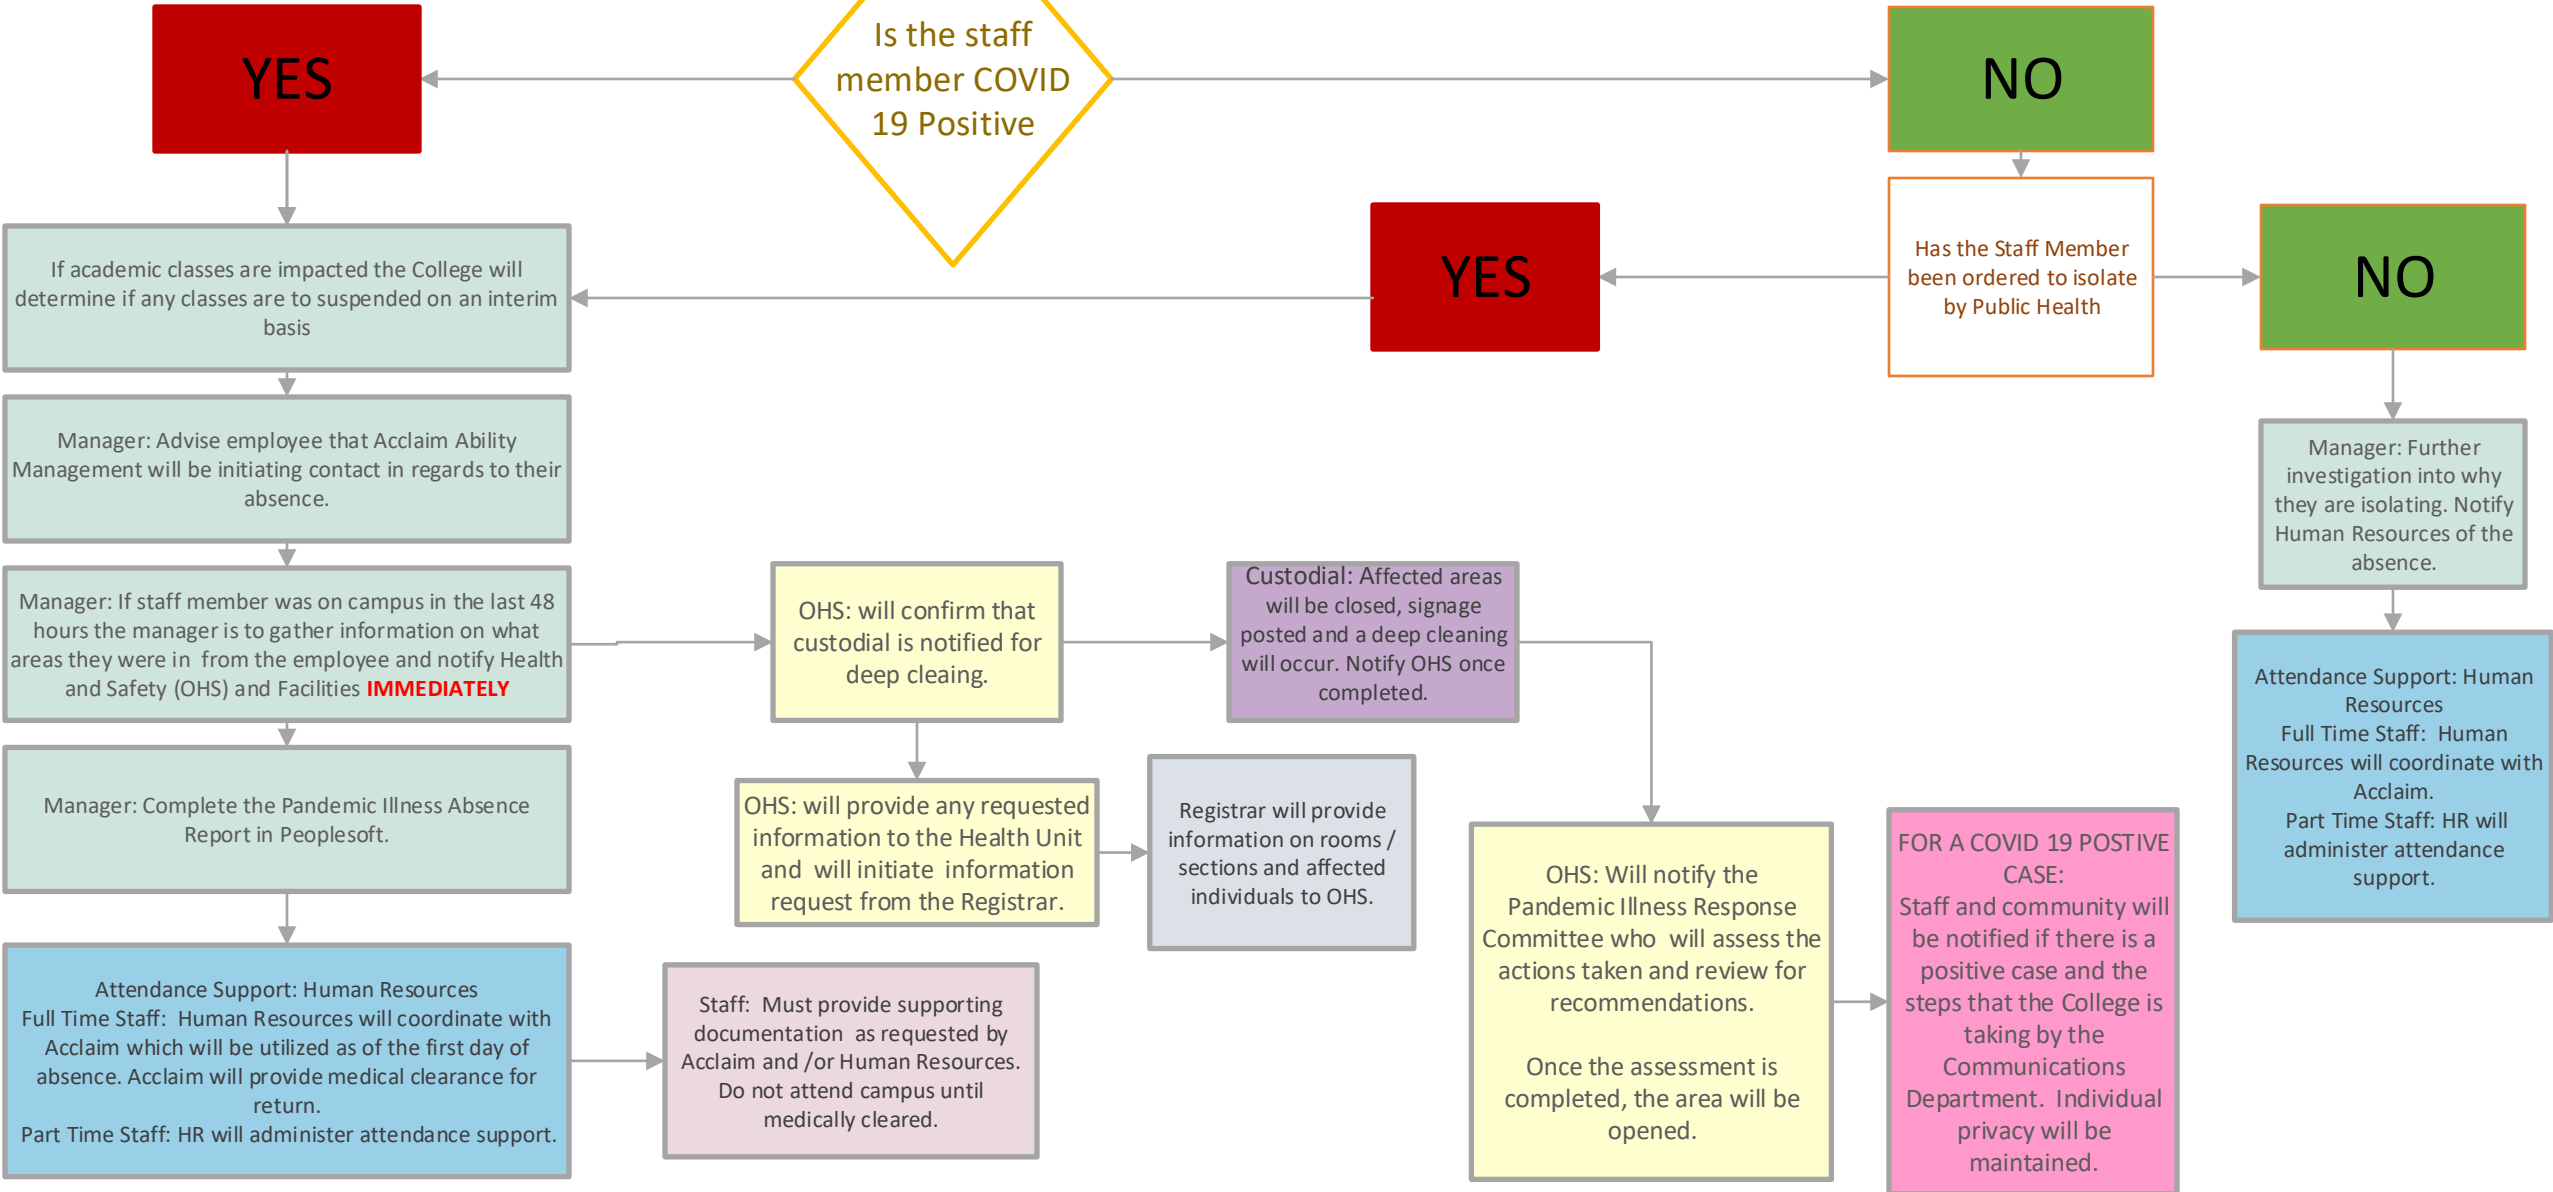 Is the staff
member COVID
19 Positive
YES
NO
If academic classes are impacted the College will
determine if any classes are to suspended on an interim
basis
YES
Has the Staff Member
been ordered to isolate
by Public Health
NO
Manager: Advise employee that Acclaim Ability
Management will be initiating contact in regards to their
absence.
Manager: Further
investigation into why
they are isolating. Notify
Human Resources of the
absence.
Manager: If staff member was on campus in the last 48
hours the manager is to gather information on what
areas they were in from the employee and notify Health
and Safety (OHS) and Facilities IMMEDIATELY
OHS: will confirm that
custodial is notified for
deep cleaing.
Custodial: Affected areas
will be closed, signage
posted and a deep cleaning
will occur. Notify OHS once
completed.
Attendance Support: Human
Resources
Full Time Staff: Human
Resources will coordinate with
Acclaim.
Part Time Staff: HR will
administer attendance
support.
Manager: Complete the Pandemic Illness Absence
Report in Peoplesoft.
OHS: will provide any requested
information to the Health Unit
and will initiate information
request from the Registrar.
Registrar will provide
information on rooms /
sections and affected
individuals to OHS.
OHS: Will notify the
Pandemic Illness Response
Committee who will assess the
actions taken and review for
recommendations.
Once the assessment is
completed, the area will be
opened.
FOR A COVID 19 POSTIVE
CASE:
Staff and community will
be notified if there is a
positive case and the
steps that the College is
taking by the
Communications
Department. Individual
privacy will be
maintained.
Attendance Support: Human Resources
Full Time Staff: Human Resources will coordinate with
Acclaim which will be utilized as of the first day of
absence. Acclaim will provide medical clearance for
return.
Part Time Staff: HR will administer attendance support.
Staff: Must provide supporting
documentation as requested by
Acclaim and /or Human Resources.
Do not attend campus until
medically cleared.